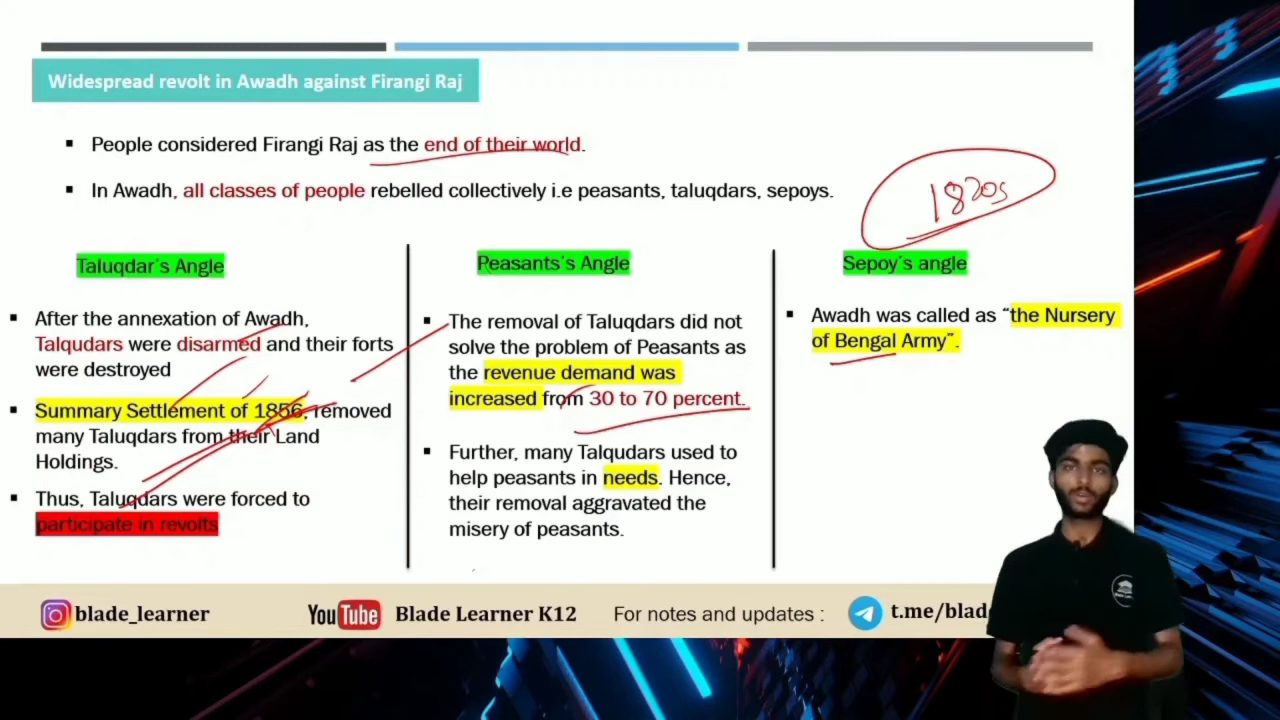 Widespread revolt in Awadh against Firangi Raj
▪ People considered Firangi Raj as the end of their world.
▪ In Awadh, all classes of people rebelled collectively i.e peasants, taluqdars, sepoys.
1820s
Taluqdar's Angle
▪ After the annexation of Awadh,
Talqudars were disarmed and their forts
were destroyed
▪ Summary Settlement of 1856, removed
many Taluqdars from their Land
Holdings.
▪ Thus, Taluqdars were forced to
participate in revolts
Peasants's Angle
▪ The removal of Taluqdars did not
solve the problem of Peasants as
the revenue demand was
increased from 30 to 70 percent.
▪ Further, many Talqudars used to
help peasants in needs. Hence,
their removal aggravated the
misery of peasants.
Sepoy's angle
▪ Awadh was called as "the Nursery
of Bengal Army".
blade_learner
YouTube Blade Learner K12
For notes and updates :
t.me/blad